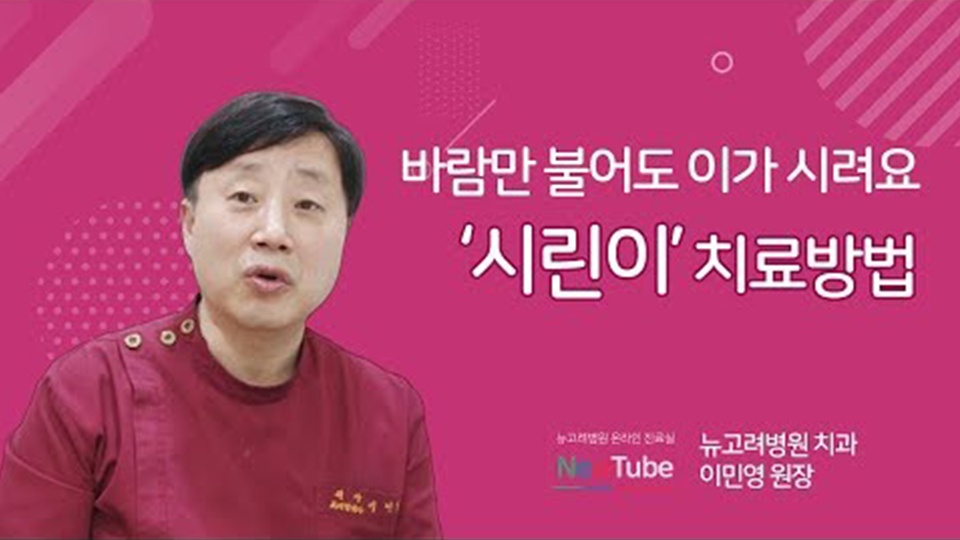 바람만 불어도 이가 시려요
‘시린이’ 치료방법
뉴고려병원 온라인 진료실
NewTube
뉴고려병원 치과
이민영 원장